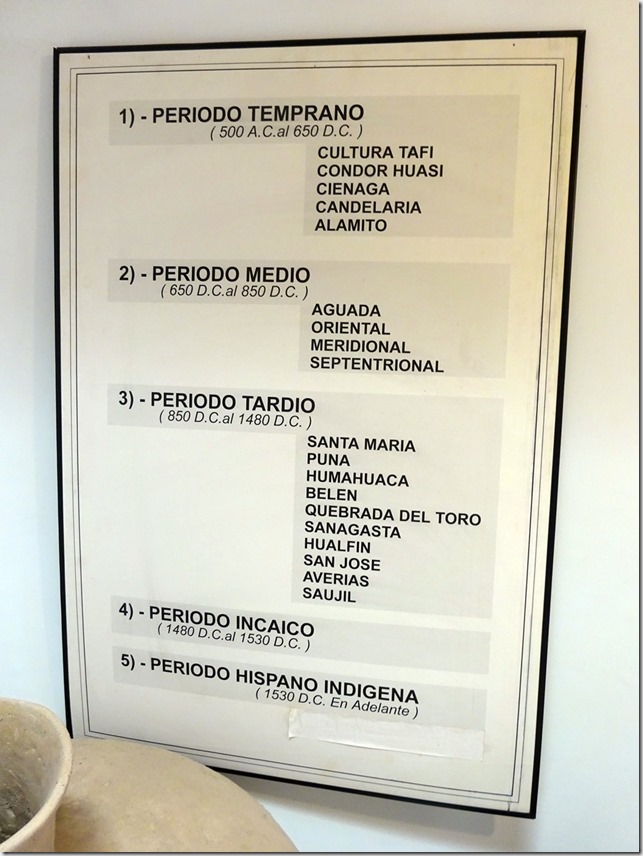 1) - PERIODO TEMPRANO
( 500 A.C.al 650 D.C. )
CULTURA TAFI
CONDOR HUASI
CIENAGA
CANDELARIA
ALAMITO
2) - PERIODO MEDIO
( 650 D.C.al 850 D.C. )
AGUADA
ORIENTAL
MERIDIONAL
SEPTENTRIONAL
3) - PERIODO TARDIO
( 850 D.C.al 1480 D.C. )
SANTA MARIA
PUNA
HUMAHUACA
BELEN
QUEBRADA DEL TORO
SANAGASTA
HUALFIN
SAN JOSE
AVERIAS
SAUJIL
4) - PERIODO INCAICO
( 1480 D.C.al 1530 D.C. )
5) - PERIODO HISPANO INDIGENA
( 1530 D.C. En Adelante )